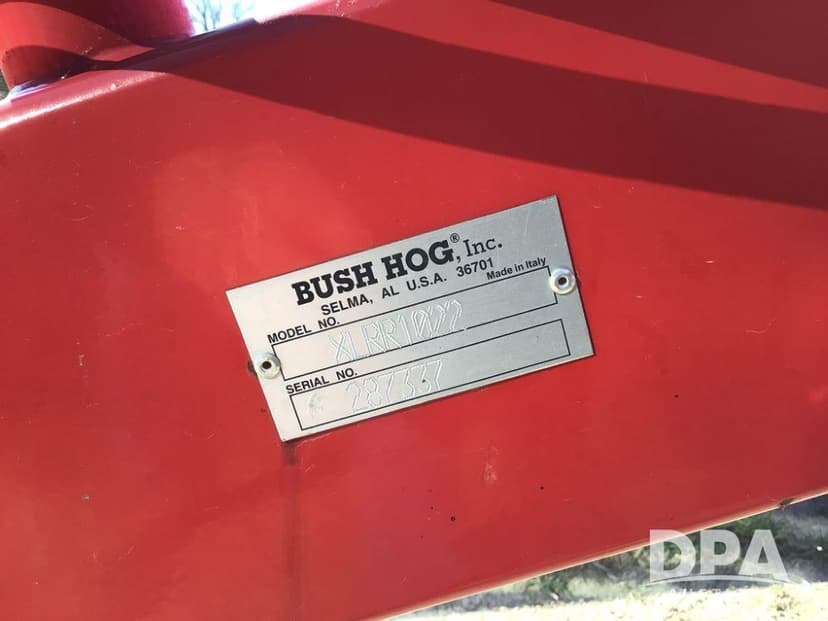 BUSH HOG®, Inc.
SELMA, AL U.S.A. 36701
Made in Italy
MODEL NO.
XLRR1022
SERIAL NO.
287337
DPA